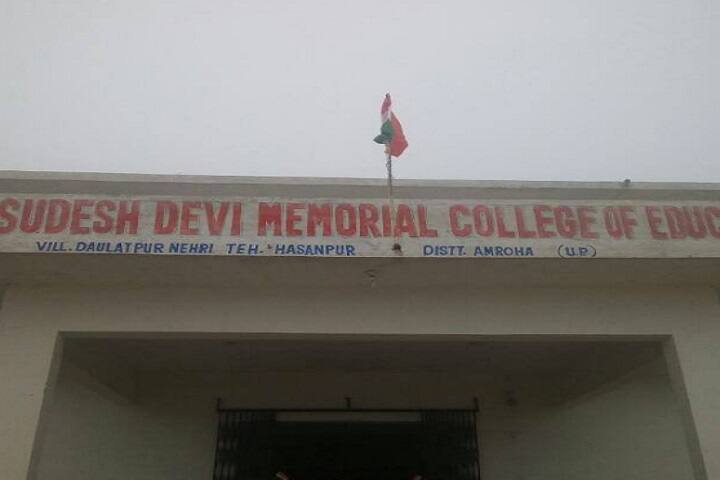 SUDESH DEVI MEMORIAL COLLEGE OF EDUC
VILL. DAULATPUR NEHRI TEH. HASANPUR DISTT. AMROHA (U.P)